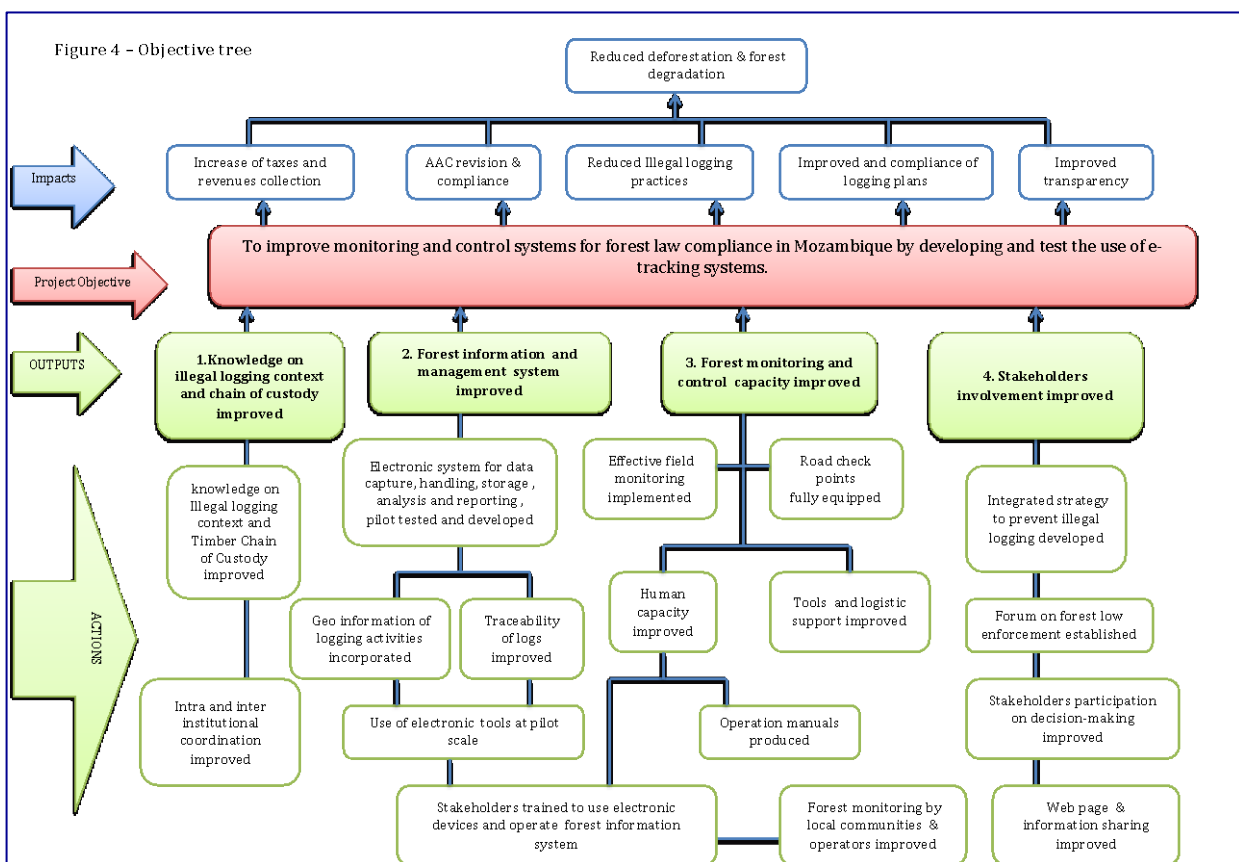 Figure 4 – Objective tree
Reduced deforestation & forest
degradation
Impacts
Increase of taxes and
revenues collection
AAC revision &
compliance
Reduced Illegal logging
practices
Improved and compliance of
logging plans
Improved
transparency
Project Objective
To improve monitoring and control systems for forest law compliance in Mozambique by developing and test the use of e-
tracking systems.
OUTPUTS
1.Knowledge on
illegal logging context
and chain of custody
improved
2. Forest information and
management system
improved
3. Forest monitoring and
control capacity improved
4. Stakeholders
involvement improved
ACTIONS
knowledge on
Illegal logging
context and
Timber Chain
of Custody
improved
Electronic system for data
capture, handling, storage ,
analysis and reporting ,
pilot tested and developed
Effective field
monitoring
implemented
Road check
points
fully equipped
Integrated strategy
to prevent illegal
logging developed
Geo information of
logging activities
incorporated
Traceability
of logs
improved
Human
capacity
improved
Tools and logistic
support improved
Forum on forest low
enforcement established
Intra and inter
institutional
coordination
improved
Use of electronic tools at pilot
scale
Operation manuals
produced
Stakeholders participation
on decision-making
improved
Stakeholders trained to use electronic
devices and operate forest information
system
Forest monitoring by
local communities &
operators improved
Web page &
information sharing
improved